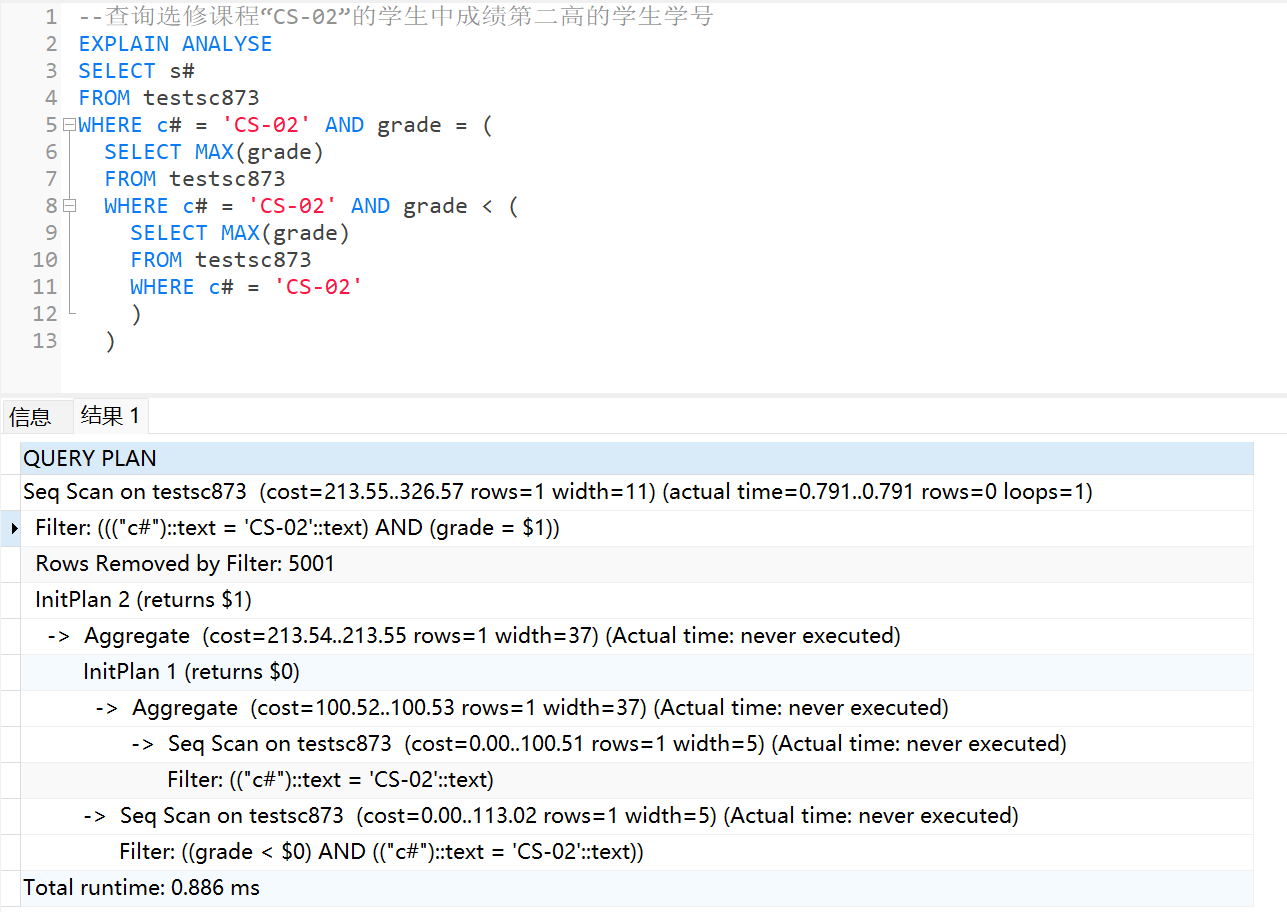 1 --查询选修课程“CS-02”的学生中成绩第二高的学生学号
2 EXPLAIN ANALYSE
3 SELECT s#
4 FROM testsc873
5 WHERE c# = 'CS-02' AND grade = (
6 SELECT MAX(grade)
7 FROM testsc873
8 WHERE c# = 'CS-02' AND grade < (
9 SELECT MAX(grade)
10 FROM testsc873
11 WHERE c# = 'CS-02'
12 )
13 )
信息 结果 1
QUERY PLAN
Seq Scan on testsc873 (cost=213.55..326.57 rows=1 width=11) (actual time=0.791..0.791 rows=0 loops=1)
Filter: ((("c#")::text = 'CS-02'::text) AND (grade = $1))
Rows Removed by Filter: 5001
InitPlan 2 (returns $1)
-> Aggregate (cost=213.54..213.55 rows=1 width=37) (Actual time: never executed)
InitPlan 1 (returns $0)
-> Aggregate (cost=100.52..100.53 rows=1 width=37) (Actual time: never executed)
-> Seq Scan on testsc873 (cost=0.00..100.51 rows=1 width=5) (Actual time: never executed)
Filter: (("c#")::text = 'CS-02'::text)
-> Seq Scan on testsc873 (cost=0.00..113.02 rows=1 width=5) (Actual time: never executed)
Filter: ((grade < $0) AND (("c#")::text = 'CS-02'::text))
Total runtime: 0.886 ms